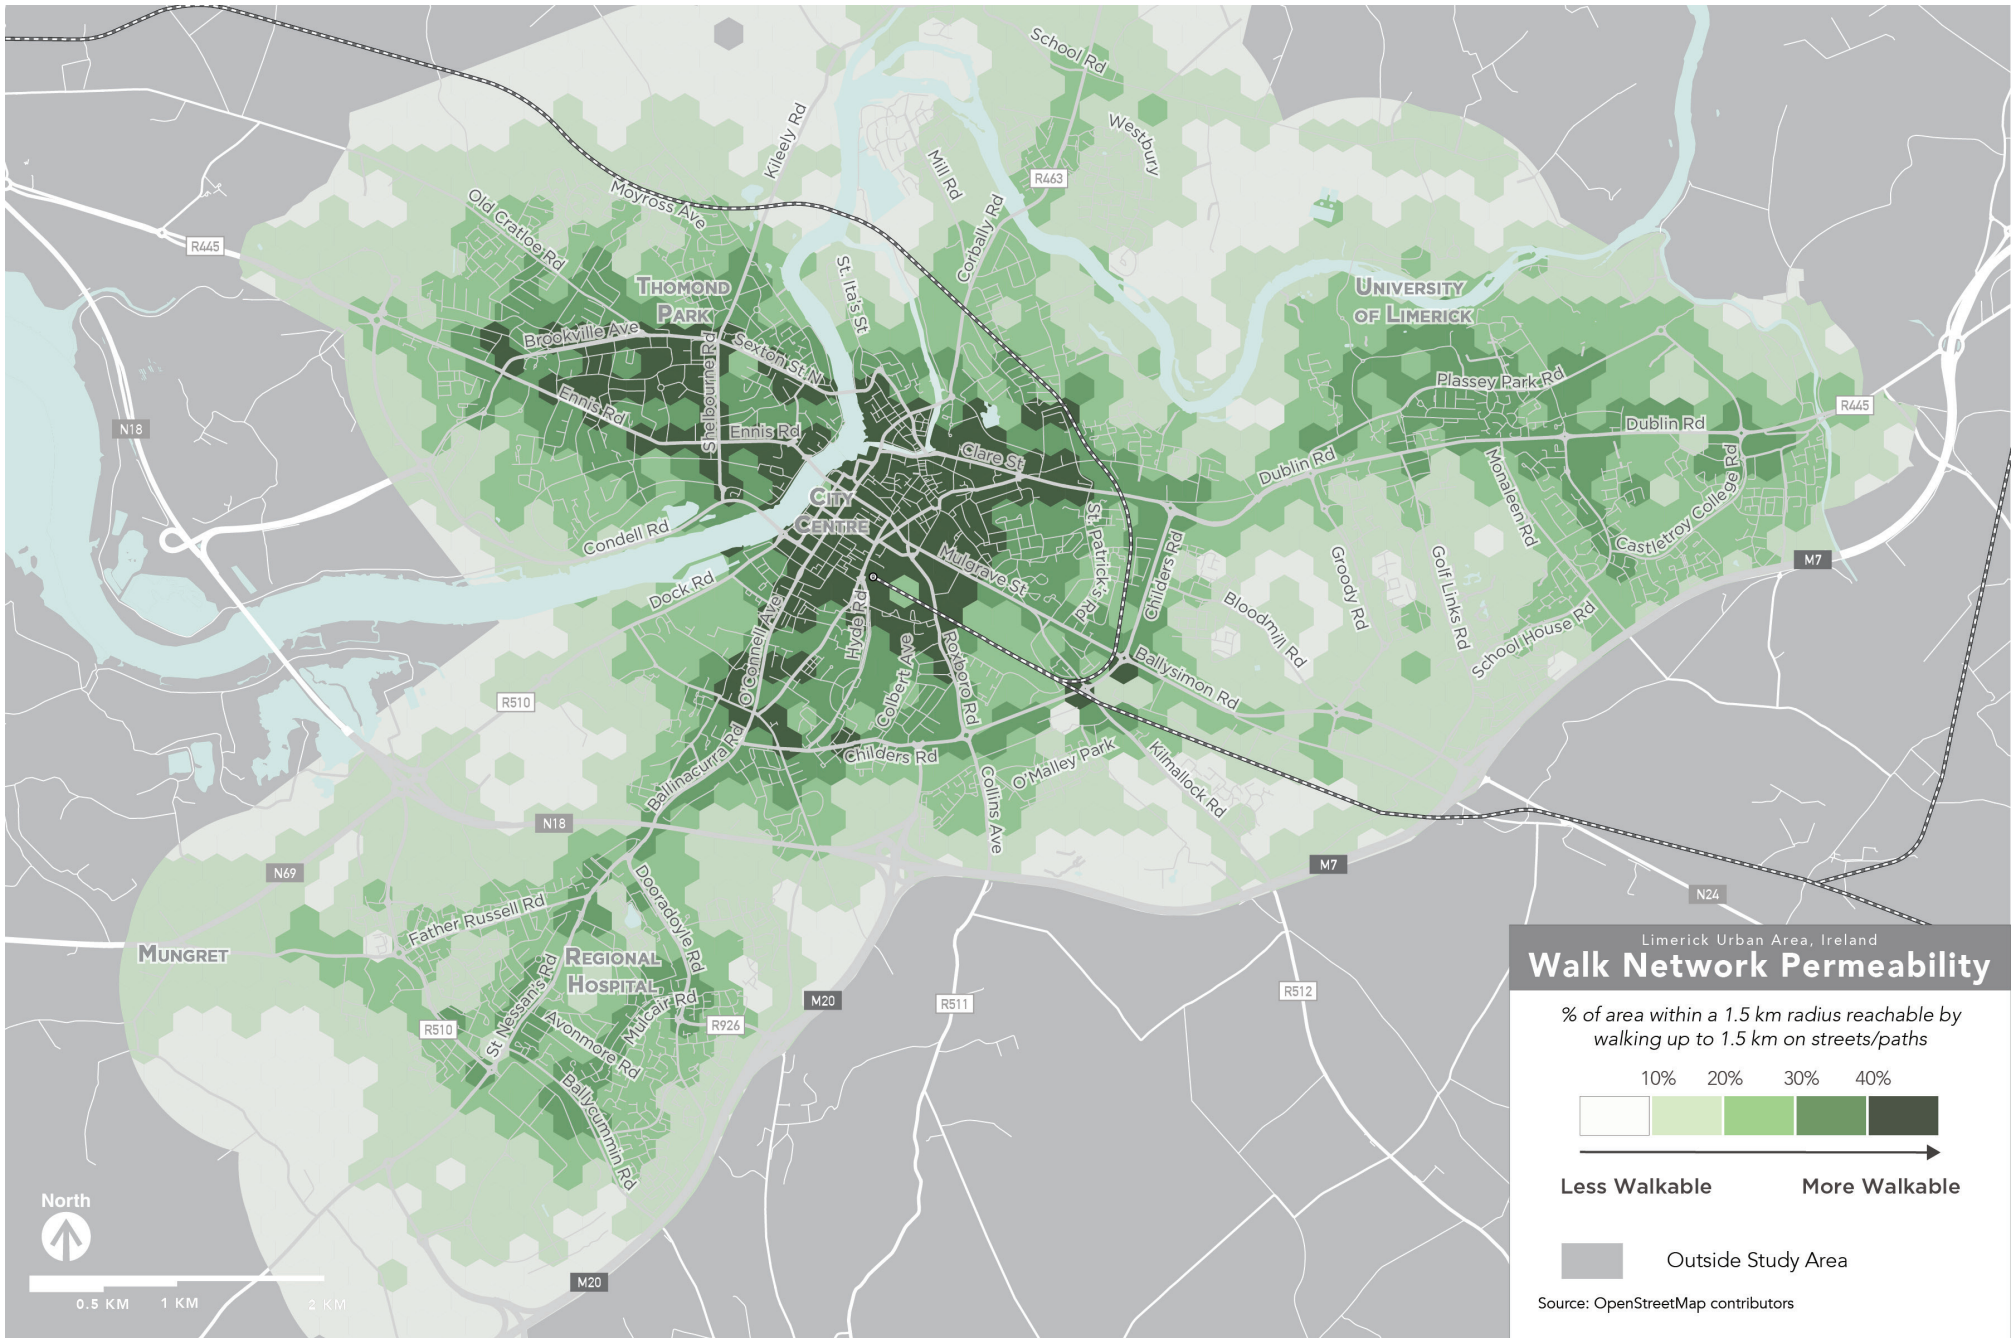 School Rd
Kileely Rd
Westbury
Mill Rd
R463
Moyross Ave
Old Cratloe Rd
Corbally Rd
R445
St. Ita's St
THOMOND
PARK
UNIVERSITY
OF LIMERICK
Brookville Ave
Sexton St N
Shelbourne Rd
Plassey Park Rd
Ennis Rd
R445
N18
Ennis Rd
Dublin Rd
Clare St
Dublin Rd
Monaleen Rd
Castletroy College Rd
CITY
CENTRE
Condell Rd
St. Patrick's Rd
Childers Rd
Mulgrave St
M7
Dock Rd
Hyde Rd
O'Connell Ave
Colbert Ave
Roxboro Rd
Groody Rd
Golf Links Rd
Bloodmill Rd
School House Rd
Ballysimon Rd
R510
Ballinacurra Rd
Childers Rd
O'Malley Park
Kilmallock Rd
Collins Ave
N18
N69
M7
N24
Dooradoyle Rd
Father Russell Rd
MUNGRET
REGIONAL
HOSPITAL
St Nessan's Rd
Mulcair Rd
M20
R511
R512
R510
R926
Avonmore Rd
Ballycummin Rd
M20
North
0.5 KM
1 KM
2 KM
Limerick Urban Area, Ireland
Walk Network Permeability
% of area within a 1.5 km radius reachable by
walking up to 1.5 km on streets/paths
10% 20% 30% 40%
Less Walkable More Walkable
Outside Study Area
Source: OpenStreetMap contributors